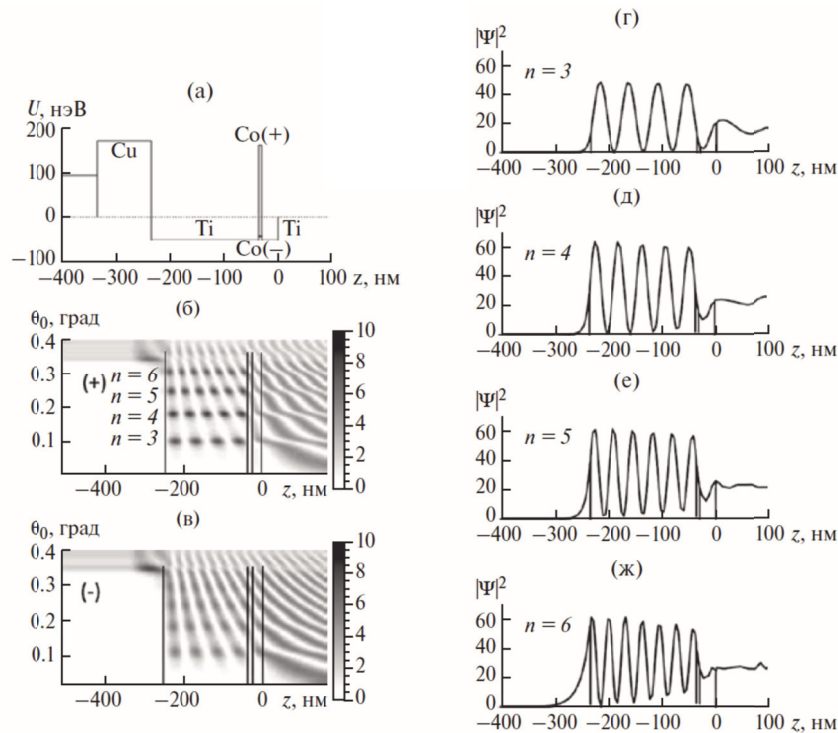 (а)
U, нэВ
200
100
0
−100
Cu
Co(+)
Ti
Ti
Co(−)
−400 −300 −200 −100 0 100 z, нм
(б)
θ₀, град
0.4
0.3
0.2
0.1
(+)
n = 6
n = 5
n = 4
n = 3
10
8
6
4
2
0
−400 −200 0 z, нм
(в)
θ₀, град
0.4
0.3
0.2
0.1
(-)
10
8
6
4
2
0
−400 −200 0 z, нм
(г)
|Ψ|²
60
40
20
0
n = 3
−400 −300 −200 −100 0 100
z, нм
(д)
|Ψ|²
60
40
20
0
n = 4
−400 −300 −200 −100 0 100
z, нм
(е)
|Ψ|²
60
40
20
0
n = 5
−400 −300 −200 −100 0 100
z, нм
(ж)
|Ψ|²
60
40
20
0
n = 6
−400 −300 −200 −100 0 100
z, нм